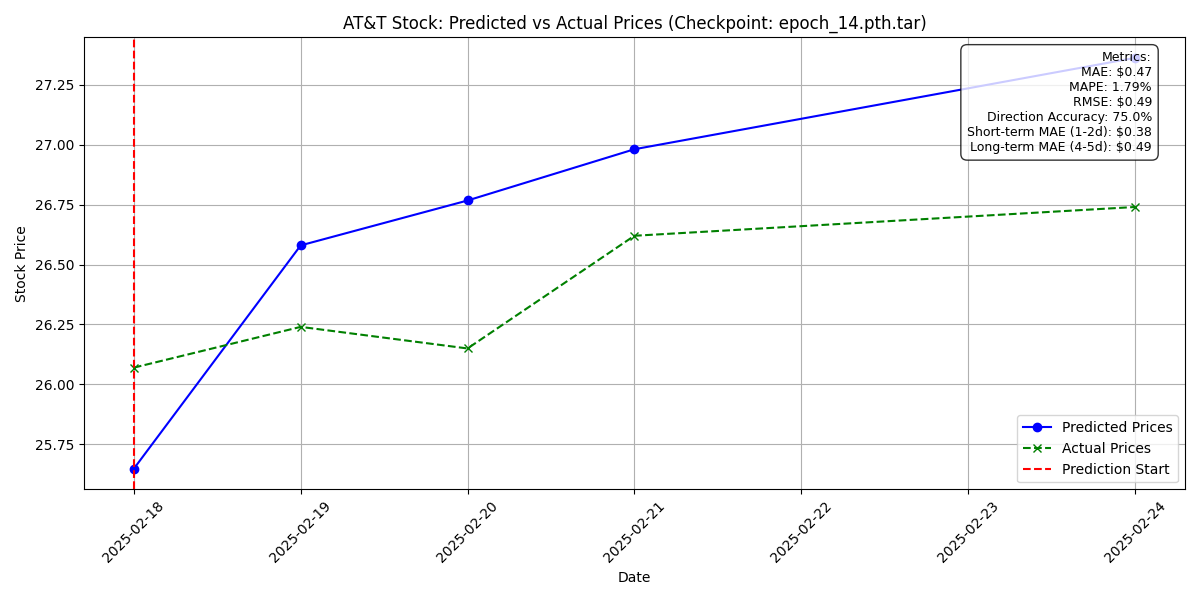 AT&T Stock: Predicted vs Actual Prices (Checkpoint: epoch_14.pth.tar)
Metrics:
MAE: $0.47
MAPE: 1.79%
RMSE: $0.49
Direction Accuracy: 75.0%
Short-term MAE (1-2d): $0.38
Long-term MAE (4-5d): $0.49
Stock Price
27.25
27.00
26.75
26.50
26.25
26.00
25.75
Predicted Prices
Actual Prices
Prediction Start
2025-02-18
2025-02-19
2025-02-20
2025-02-21
2025-02-22
2025-02-23
2025-02-24
Date